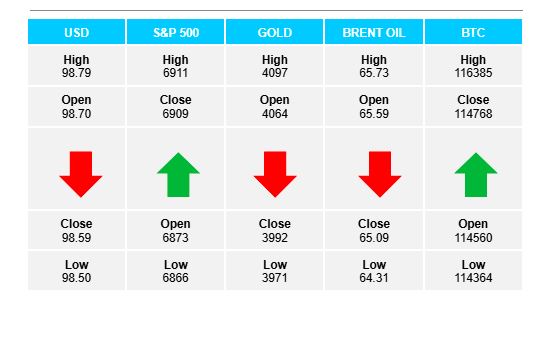 USD S&P 500 GOLD BRENT OIL BTC
High High High High High
98.79 6911 4097 65.73 116385
Open Close Open Open Close
98.70 6909 4064 65.59 114768
Close Open Close Close Open
98.59 6873 3992 65.09 114560
Low Low Low Low Low
98.50 6866 3971 64.31 114364